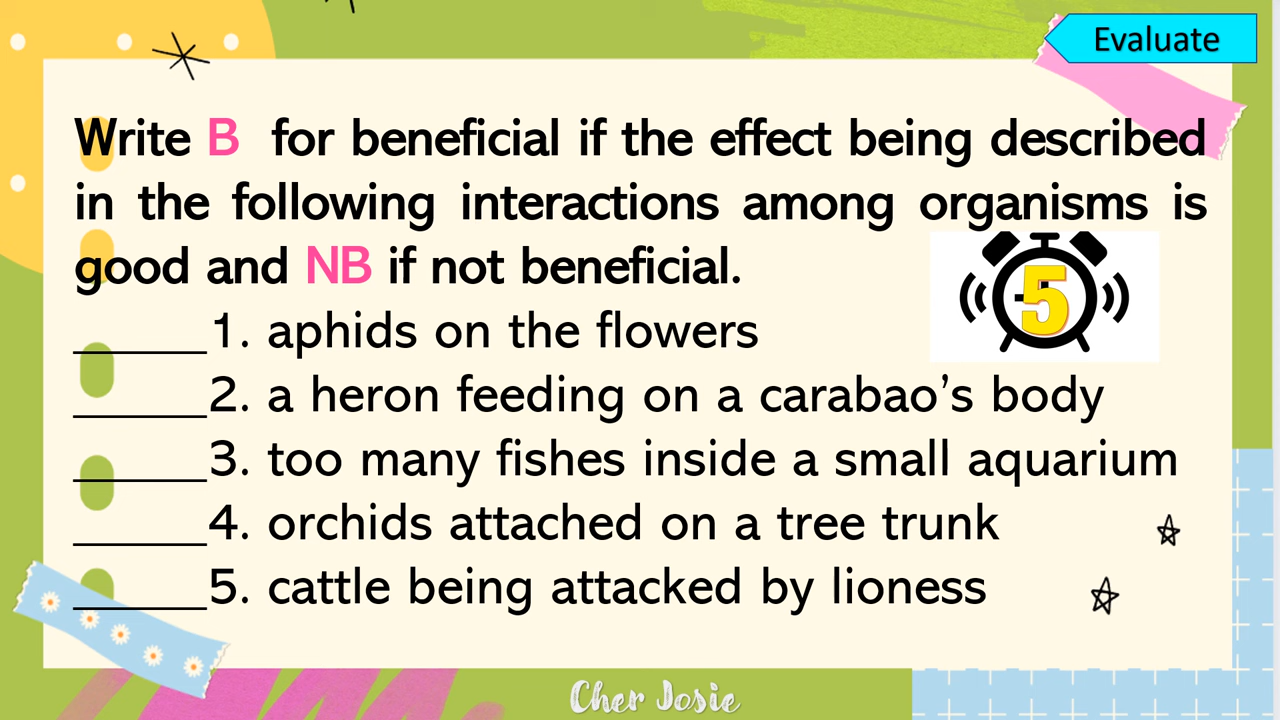 Evaluate
Write B for beneficial if the effect being described
in the following interactions among organisms is
good and NB if not beneficial.
5
______1. aphids on the flowers
______2. a heron feeding on a carabao’s body
______3. too many fishes inside a small aquarium
______4. orchids attached on a tree trunk
______5. cattle being attacked by lioness
Cher Josie